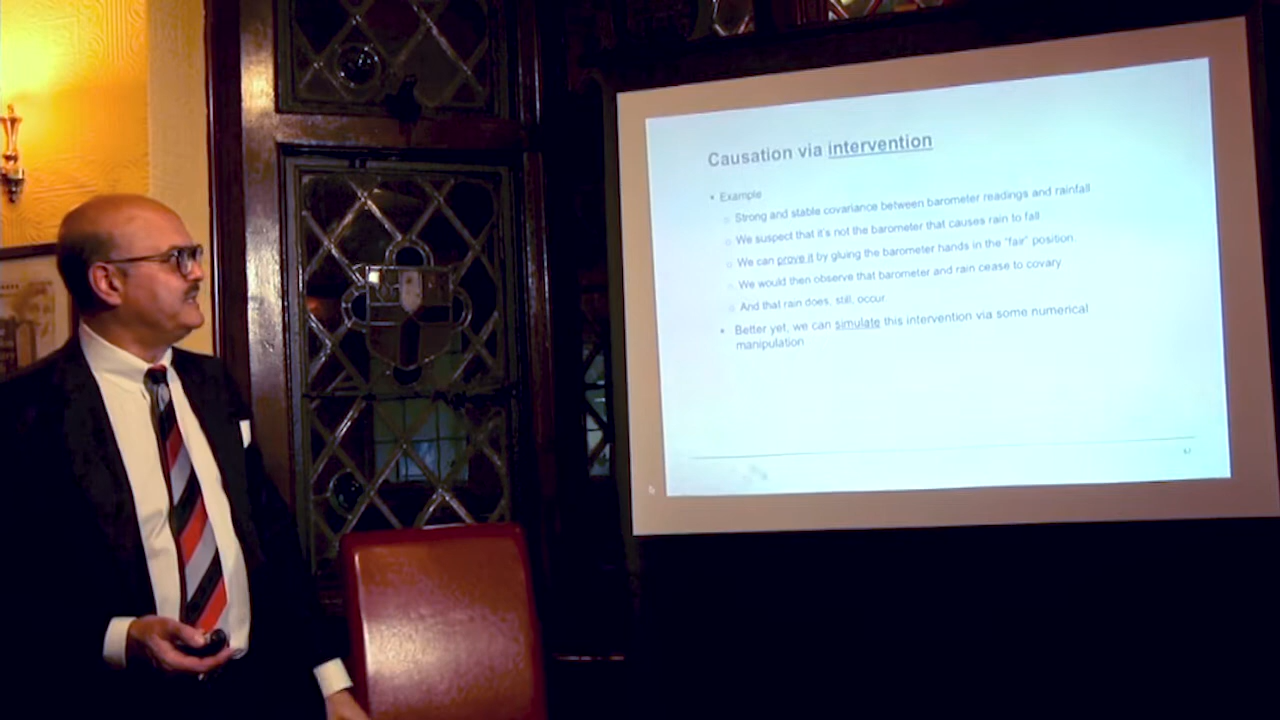 Causation via intervention
Example
Strong and stable covariance between barometer readings and rainfall
We suspect that it's not the barometer that causes rain to fall
We can prove it by gluing the barometer hands in the "fair" position.
We would then observe that barometer and rain cease to covary
And that rain does, still, occur
Better yet, we can simulate this intervention via some numerical
manipulation